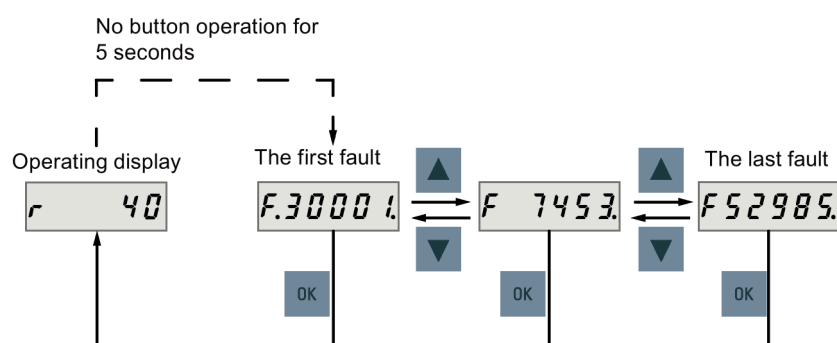 No button operation for
5 seconds
Operating display
The first fault
The last fault
r 40
F.30001.
F 7453.
F52985.
OK
OK
OK